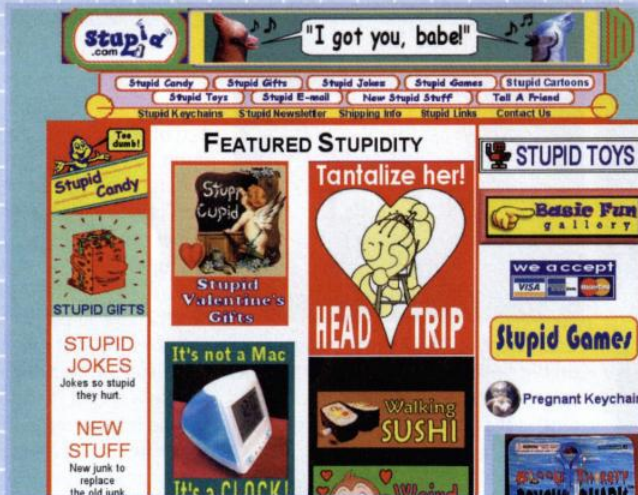 Stupid
.com
"I got you, babe!"
Stupid Candy Stupid Gifts Stupid Jokes Stupid Games Stupid Cartoons
Stupid Toys Stupid E-mail New Stupid Stuff Tell A Friend
Stupid Keychains Stupid Newsletter Shipping Info Stupid Links Contact Us
Too
dumb!
Stupid
Candy
STUPID GIFTS
STUPID
JOKES
Jokes so stupid
they hurt.
NEW
STUFF
New junk to
replace
the old junk
FEATURED STUPIDITY
Stupid
Cupid
Stupid
Valentine's
Gifts
It's not a Mac
It's a CLOCK!
Tantalize her!
HEAD TRIP
Walking
SUSHI
Weird
STUPID TOYS
Basic Fun
gallery
we accept
VISA
MasterCard
Stupid Games
Pregnant Keychain